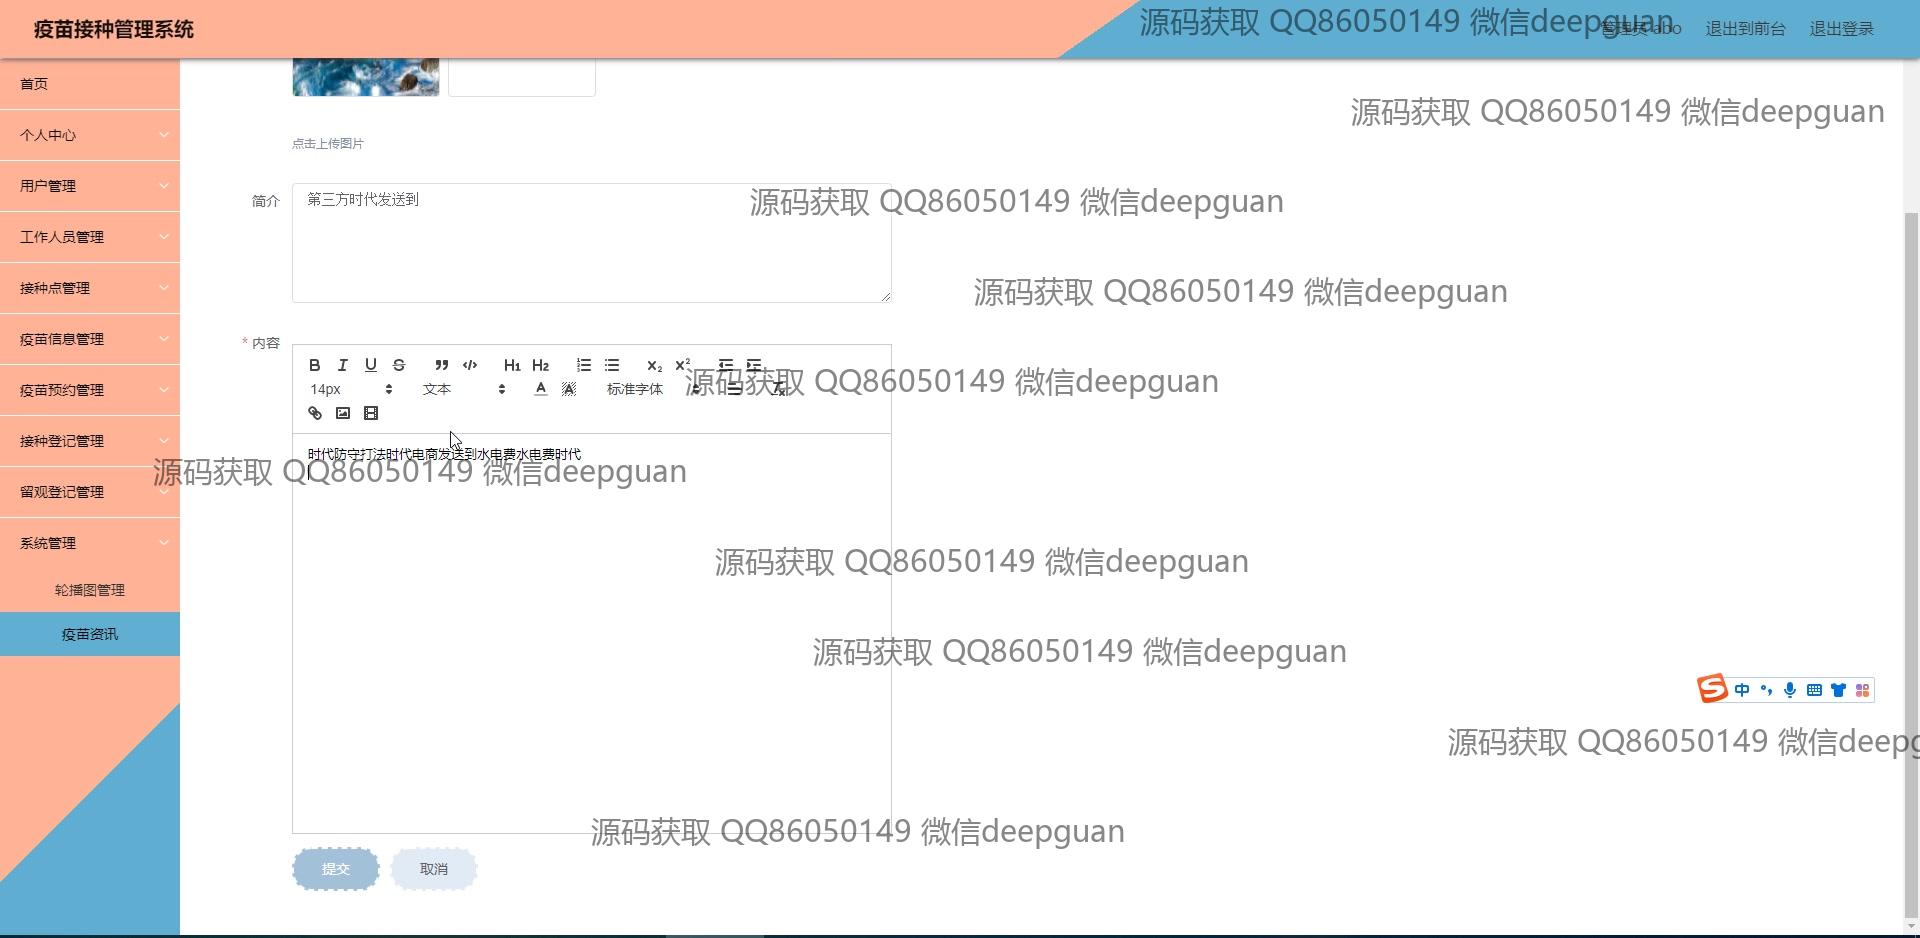 疫苗接种管理系统
管理员 abo
退出到前台
退出登录
源码获取 QQ86050149 微信deepguan
首页
个人中心
用户管理
工作人员管理
接种点管理
疫苗信息管理
疫苗预约管理
接种登记管理
留观登记管理
系统管理
轮播图管理
疫苗资讯
点击上传图片
源码获取 QQ86050149 微信deepguan
简介
第三方时代发送到
源码获取 QQ86050149 微信deepguan
源码获取 QQ86050149 微信deepguan
* 内容
B I U S H1 H2 X2 X2
14px 文本 A A 标准字体
源码获取 QQ86050149 微信deepguan
时代防守打法时代电商发送到水电费水电费时代
源码获取 QQ86050149 微信deepguan
源码获取 QQ86050149 微信deepguan
源码获取 QQ86050149 微信deepguan
中
源码获取 QQ86050149 微信deepg
源码获取 QQ86050149 微信deepguan
提交
取消